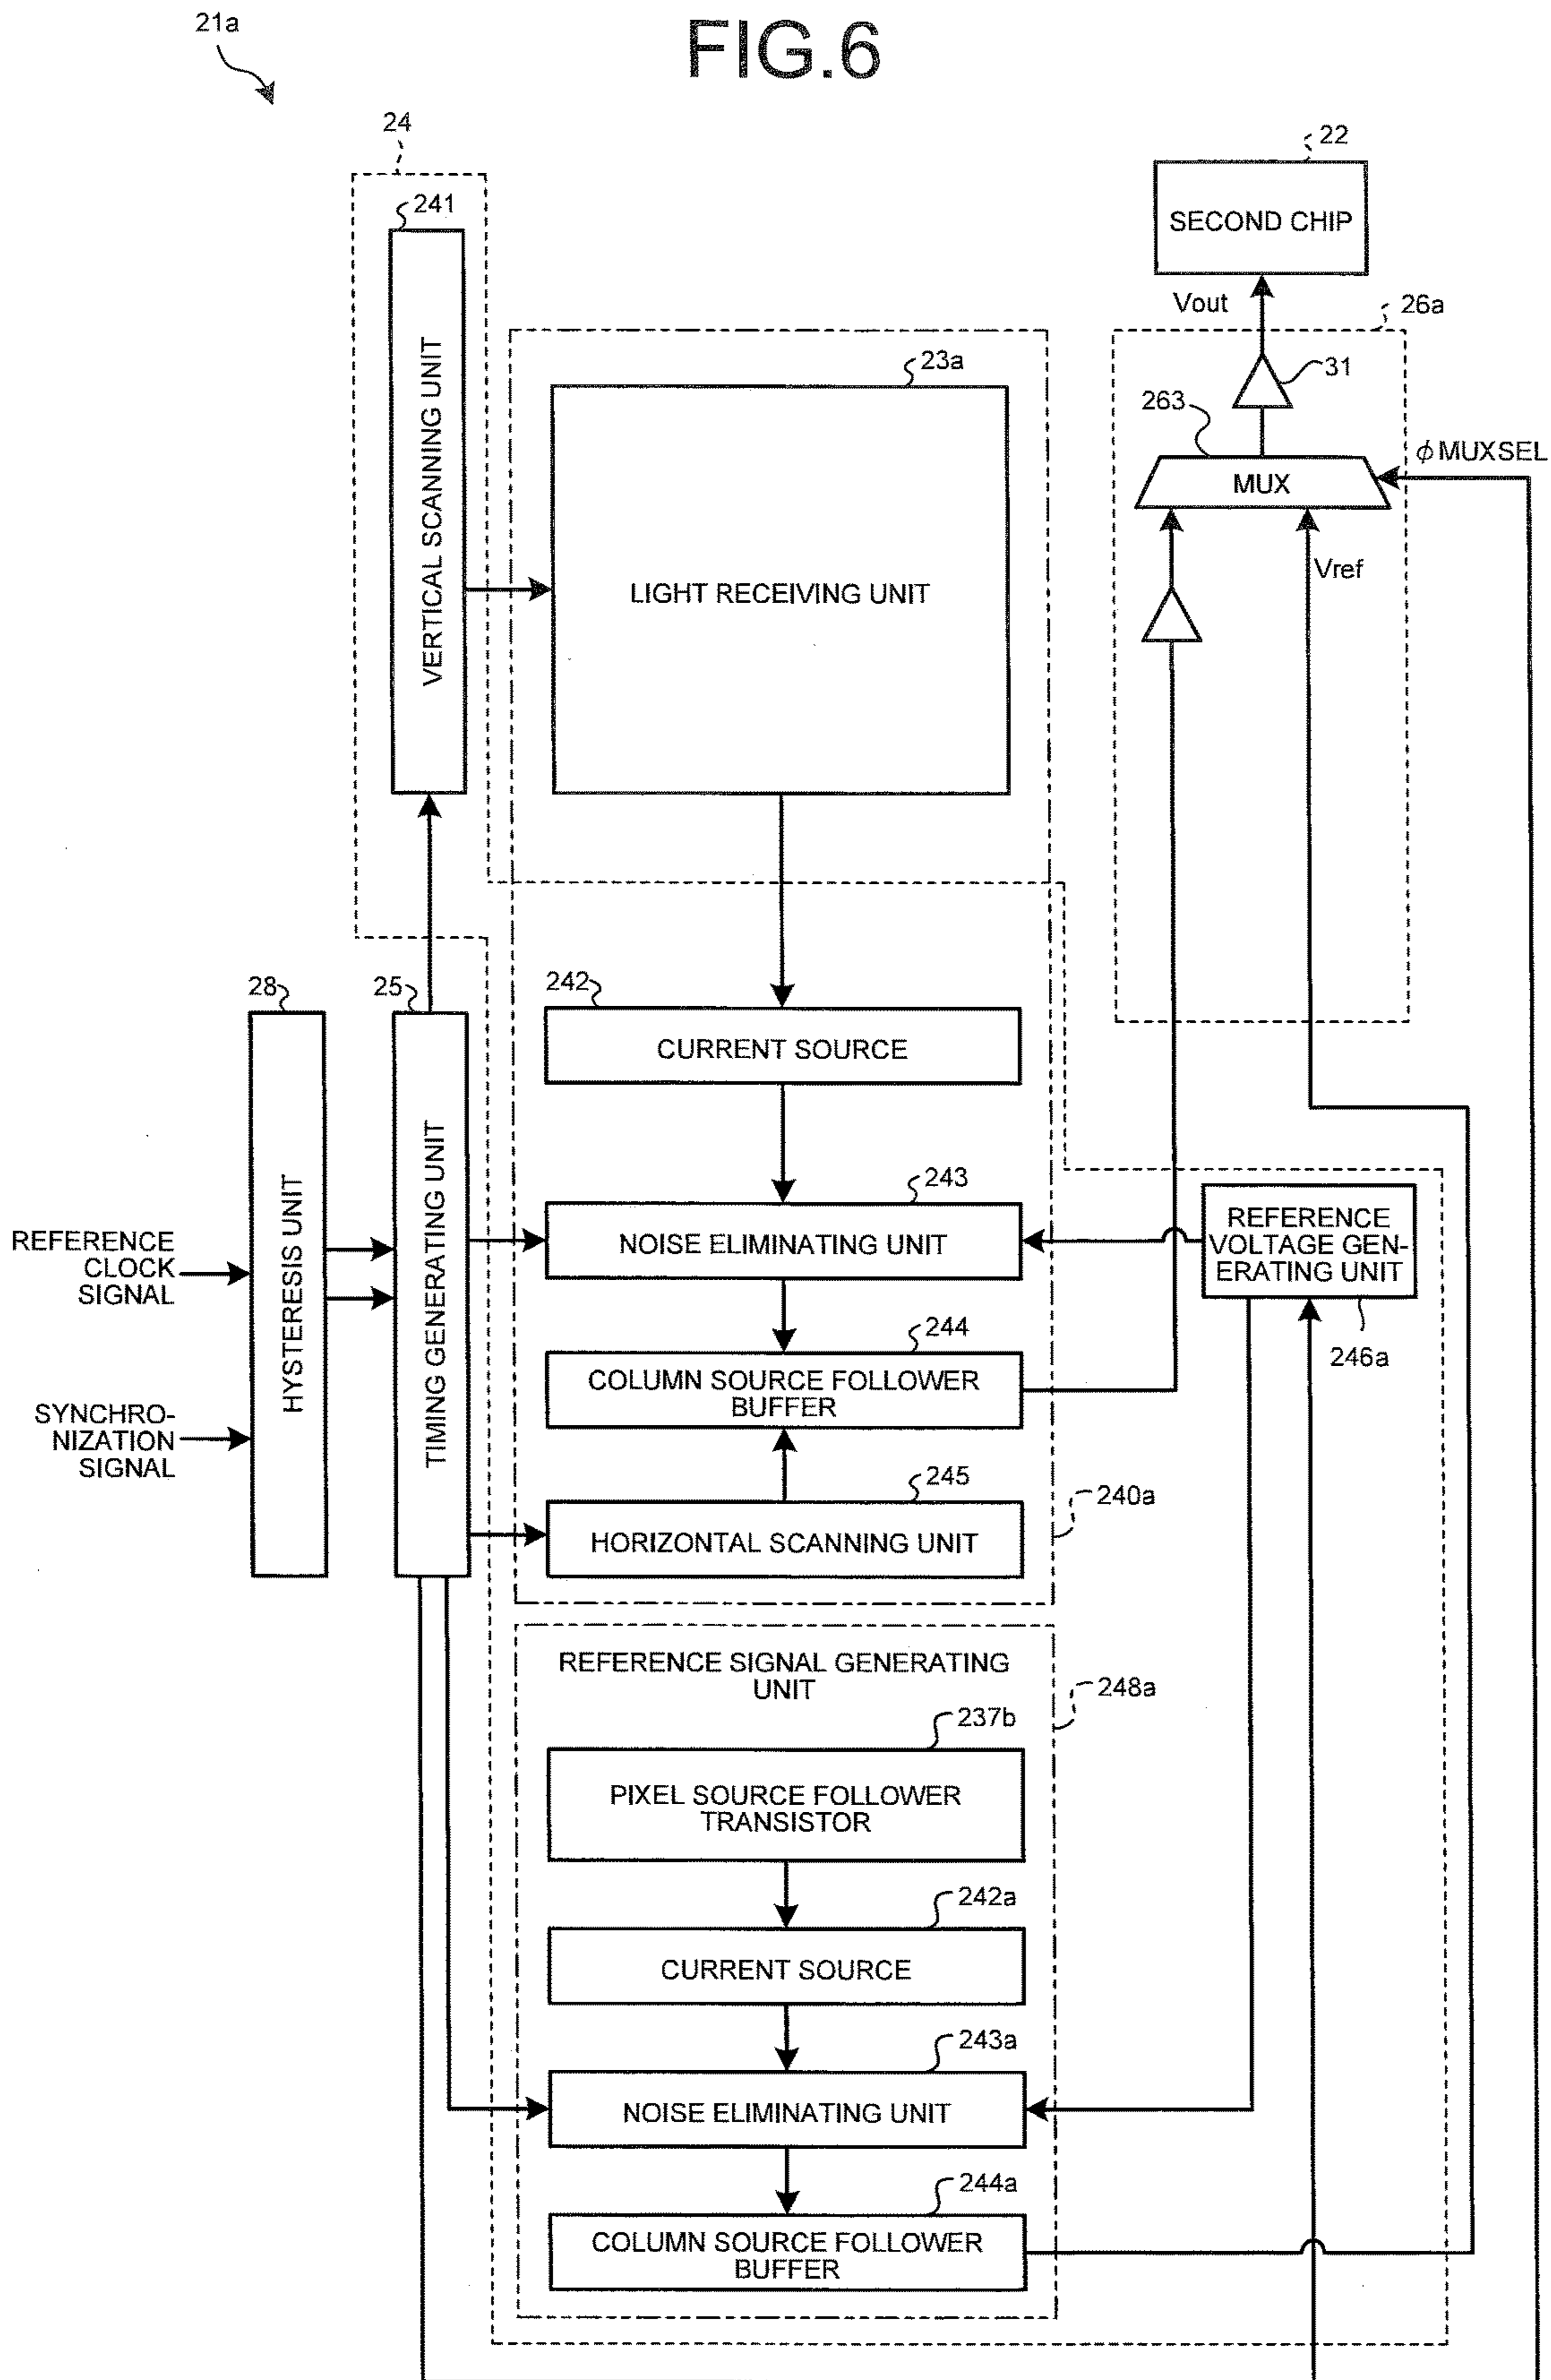 FIG.6
21a
24
241
VERTICAL SCANNING UNIT
22
SECOND CHIP
Vout
26a
31
263
MUX
ϕ MUXSEL
Vref
23a
LIGHT RECEIVING UNIT
28
HYSTERESIS UNIT
25
TIMING GENERATING UNIT
REFERENCE
CLOCK
SIGNAL
SYNCHRO-
NIZATION
SIGNAL
242
CURRENT SOURCE
243
NOISE ELIMINATING UNIT
REFERENCE
VOLTAGE GEN-
ERATING UNIT
246a
244
COLUMN SOURCE FOLLOWER
BUFFER
245
HORIZONTAL SCANNING UNIT
240a
REFERENCE SIGNAL GENERATING
UNIT
248a
237b
PIXEL SOURCE FOLLOWER
TRANSISTOR
242a
CURRENT SOURCE
243a
NOISE ELIMINATING UNIT
244a
COLUMN SOURCE FOLLOWER
BUFFER